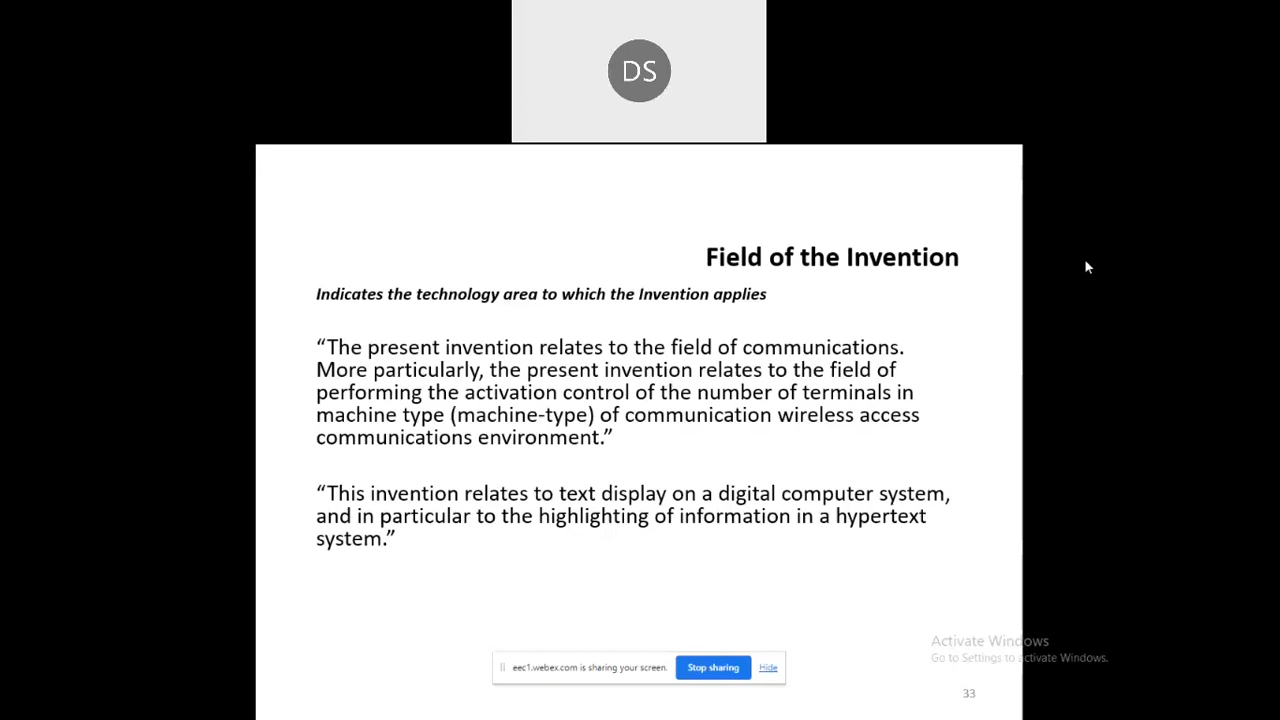 DS
Field of the Invention
Indicates the technology area to which the Invention applies
“The present invention relates to the field of communications.
More particularly, the present invention relates to the field of
performing the activation control of the number of terminals in
machine type (machine-type) of communication wireless access
communications environment.”
“This invention relates to text display on a digital computer system,
and in particular to the highlighting of information in a hypertext
system.”
Activate Windows
Go to Settings to activate Windows.
eec1.webex.com is sharing your screen.
Stop sharing
Hide
33